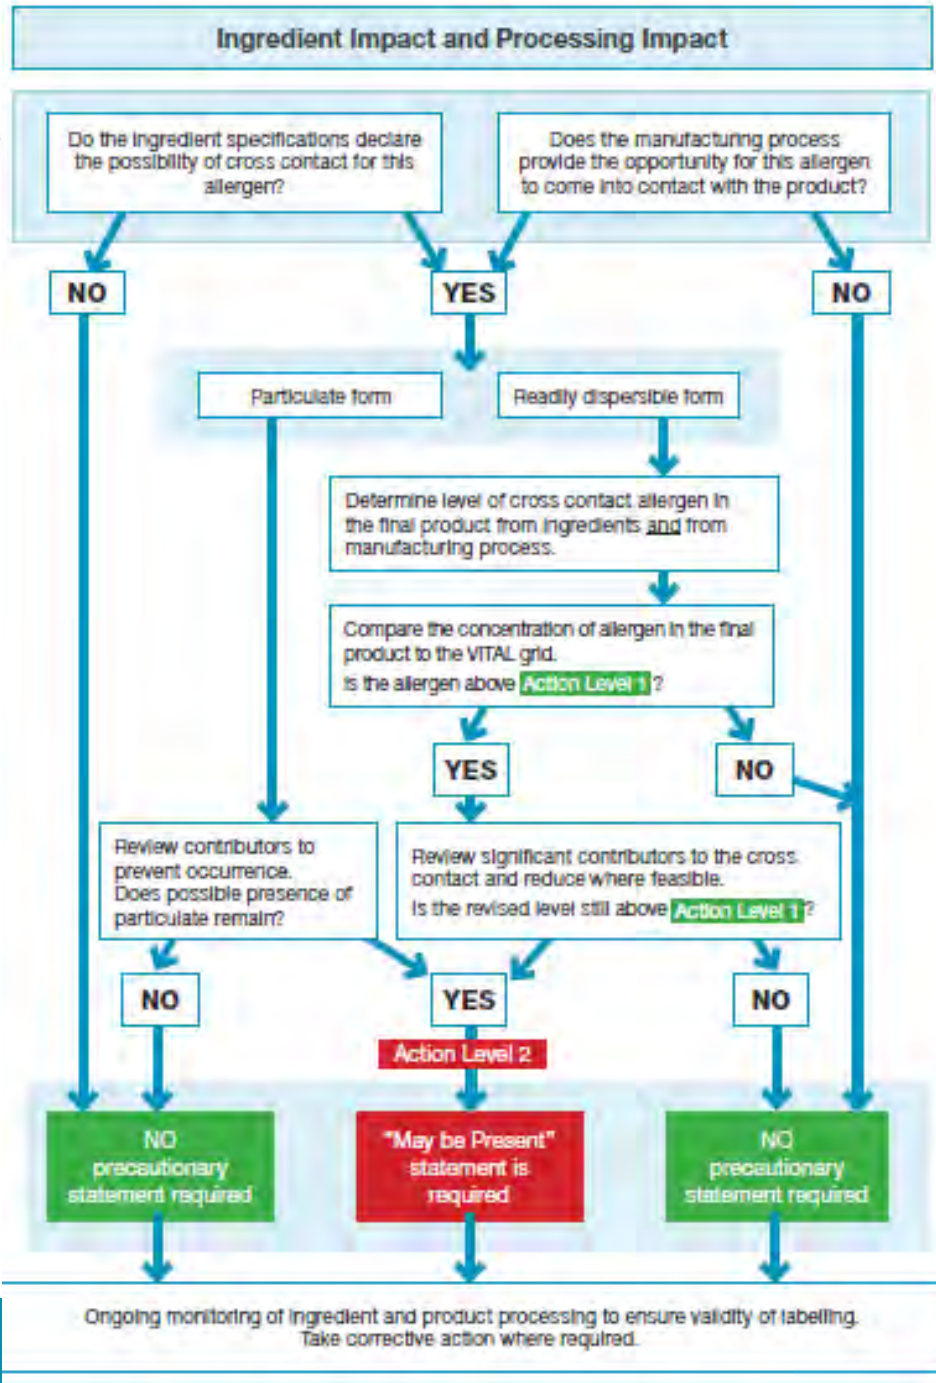 Ingredient Impact and Processing Impact
Do the ingredient specifications declare
the possibility of cross contact for this
allergen?
Does the manufacturing process
provide the opportunity for this allergen
to come into contact with the product?
NO
YES
NO
Particulate form
Readily dispersible form
Determine level of cross contact allergen in
the final product from ingredients and from
manufacturing process.
Compare the concentration of allergen in the final
product to the VITAL grid.
Is the allergen above Action Level 1 ?
YES
NO
Review contributors to
prevent occurrence.
Does possible presence of
particulate remain?
Review significant contributors to the cross
contact and reduce where feasible.
Is the revised level still above Action Level 1 ?
NO
YES
NO
Action Level 2
NO
precautionary
statement required
"May be Present"
statement is
required
NO
precautionary
statement required
Ongoing monitoring of ingredient and product processing to ensure validity of labelling.
Take corrective action where required.